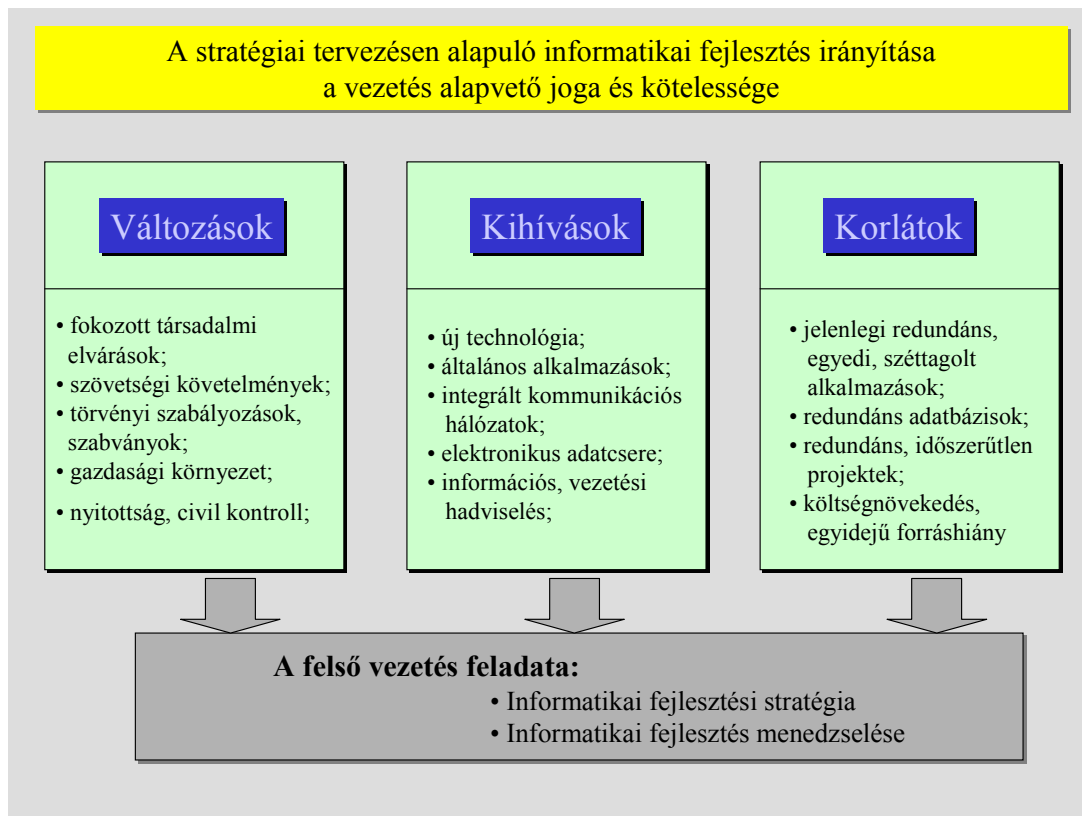 A stratégiai tervezésen alapuló informatikai fejlesztés irányítása
a vezetés alapvető joga és kötelessége
Változások
• fokozott társadalmi
elvárások;
• szövetségi követelmények;
• törvényi szabályozások,
szabványok;
• gazdasági környezet;
• nyitottság, civil kontroll;
Kihívások
• új technológia;
• általános alkalmazások;
• integrált kommunikációs
hálózatok;
• elektronikus adatcsere;
• információs, vezetési
hadviselés;
Korlátok
• jelenlegi redundáns,
egyedi, széttagolt
alkalmazások;
• redundáns adatbázisok;
• redundáns, időszerűtlen
projektek;
• költségnövekedés,
egyidejű forráshiány
A felső vezetés feladata:
• Informatikai fejlesztési stratégia
• Informatikai fejlesztés menedzselése